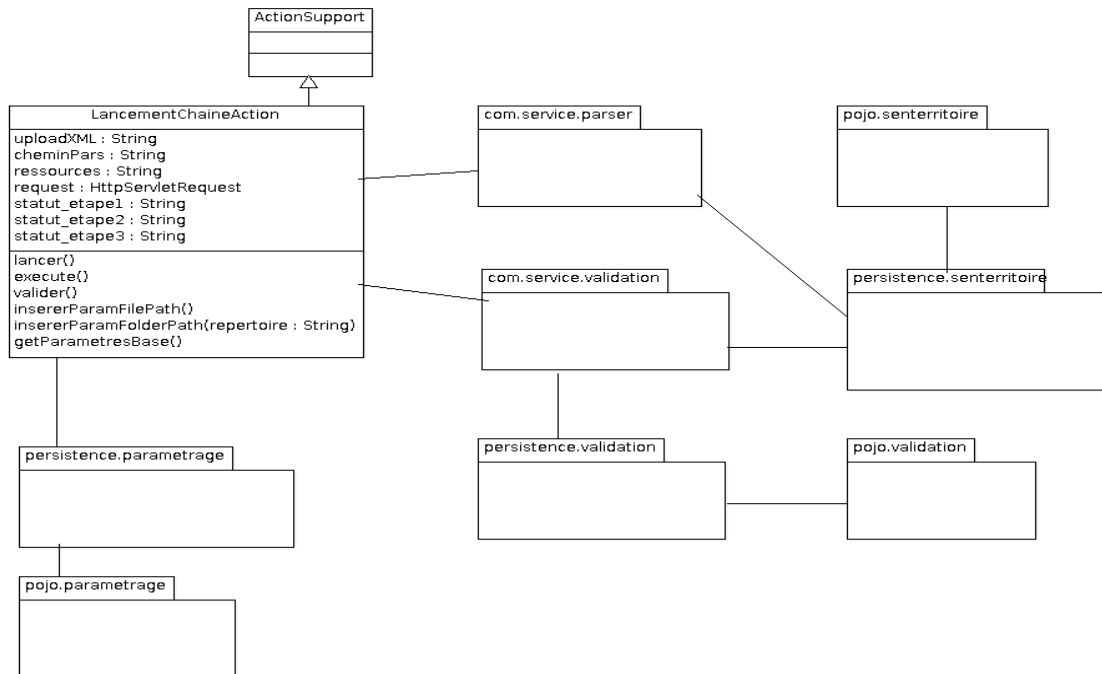 ActionSupport
LancementChaineAction
uploadXML : String
cheminPars : String
ressources : String
request : HttpServletRequest
statut_etape1 : String
statut_etape2 : String
statut_etape3 : String
lancer()
execute()
valider()
insererParamFilePath()
insererParamFolderPath(repertoire : String)
getParametresBase()
com.service.parser
pojo.senterritoire
com.service.validation
persistence.senterritoire
persistence.parametrage
persistence.validation
pojo.validation
pojo.parametrage